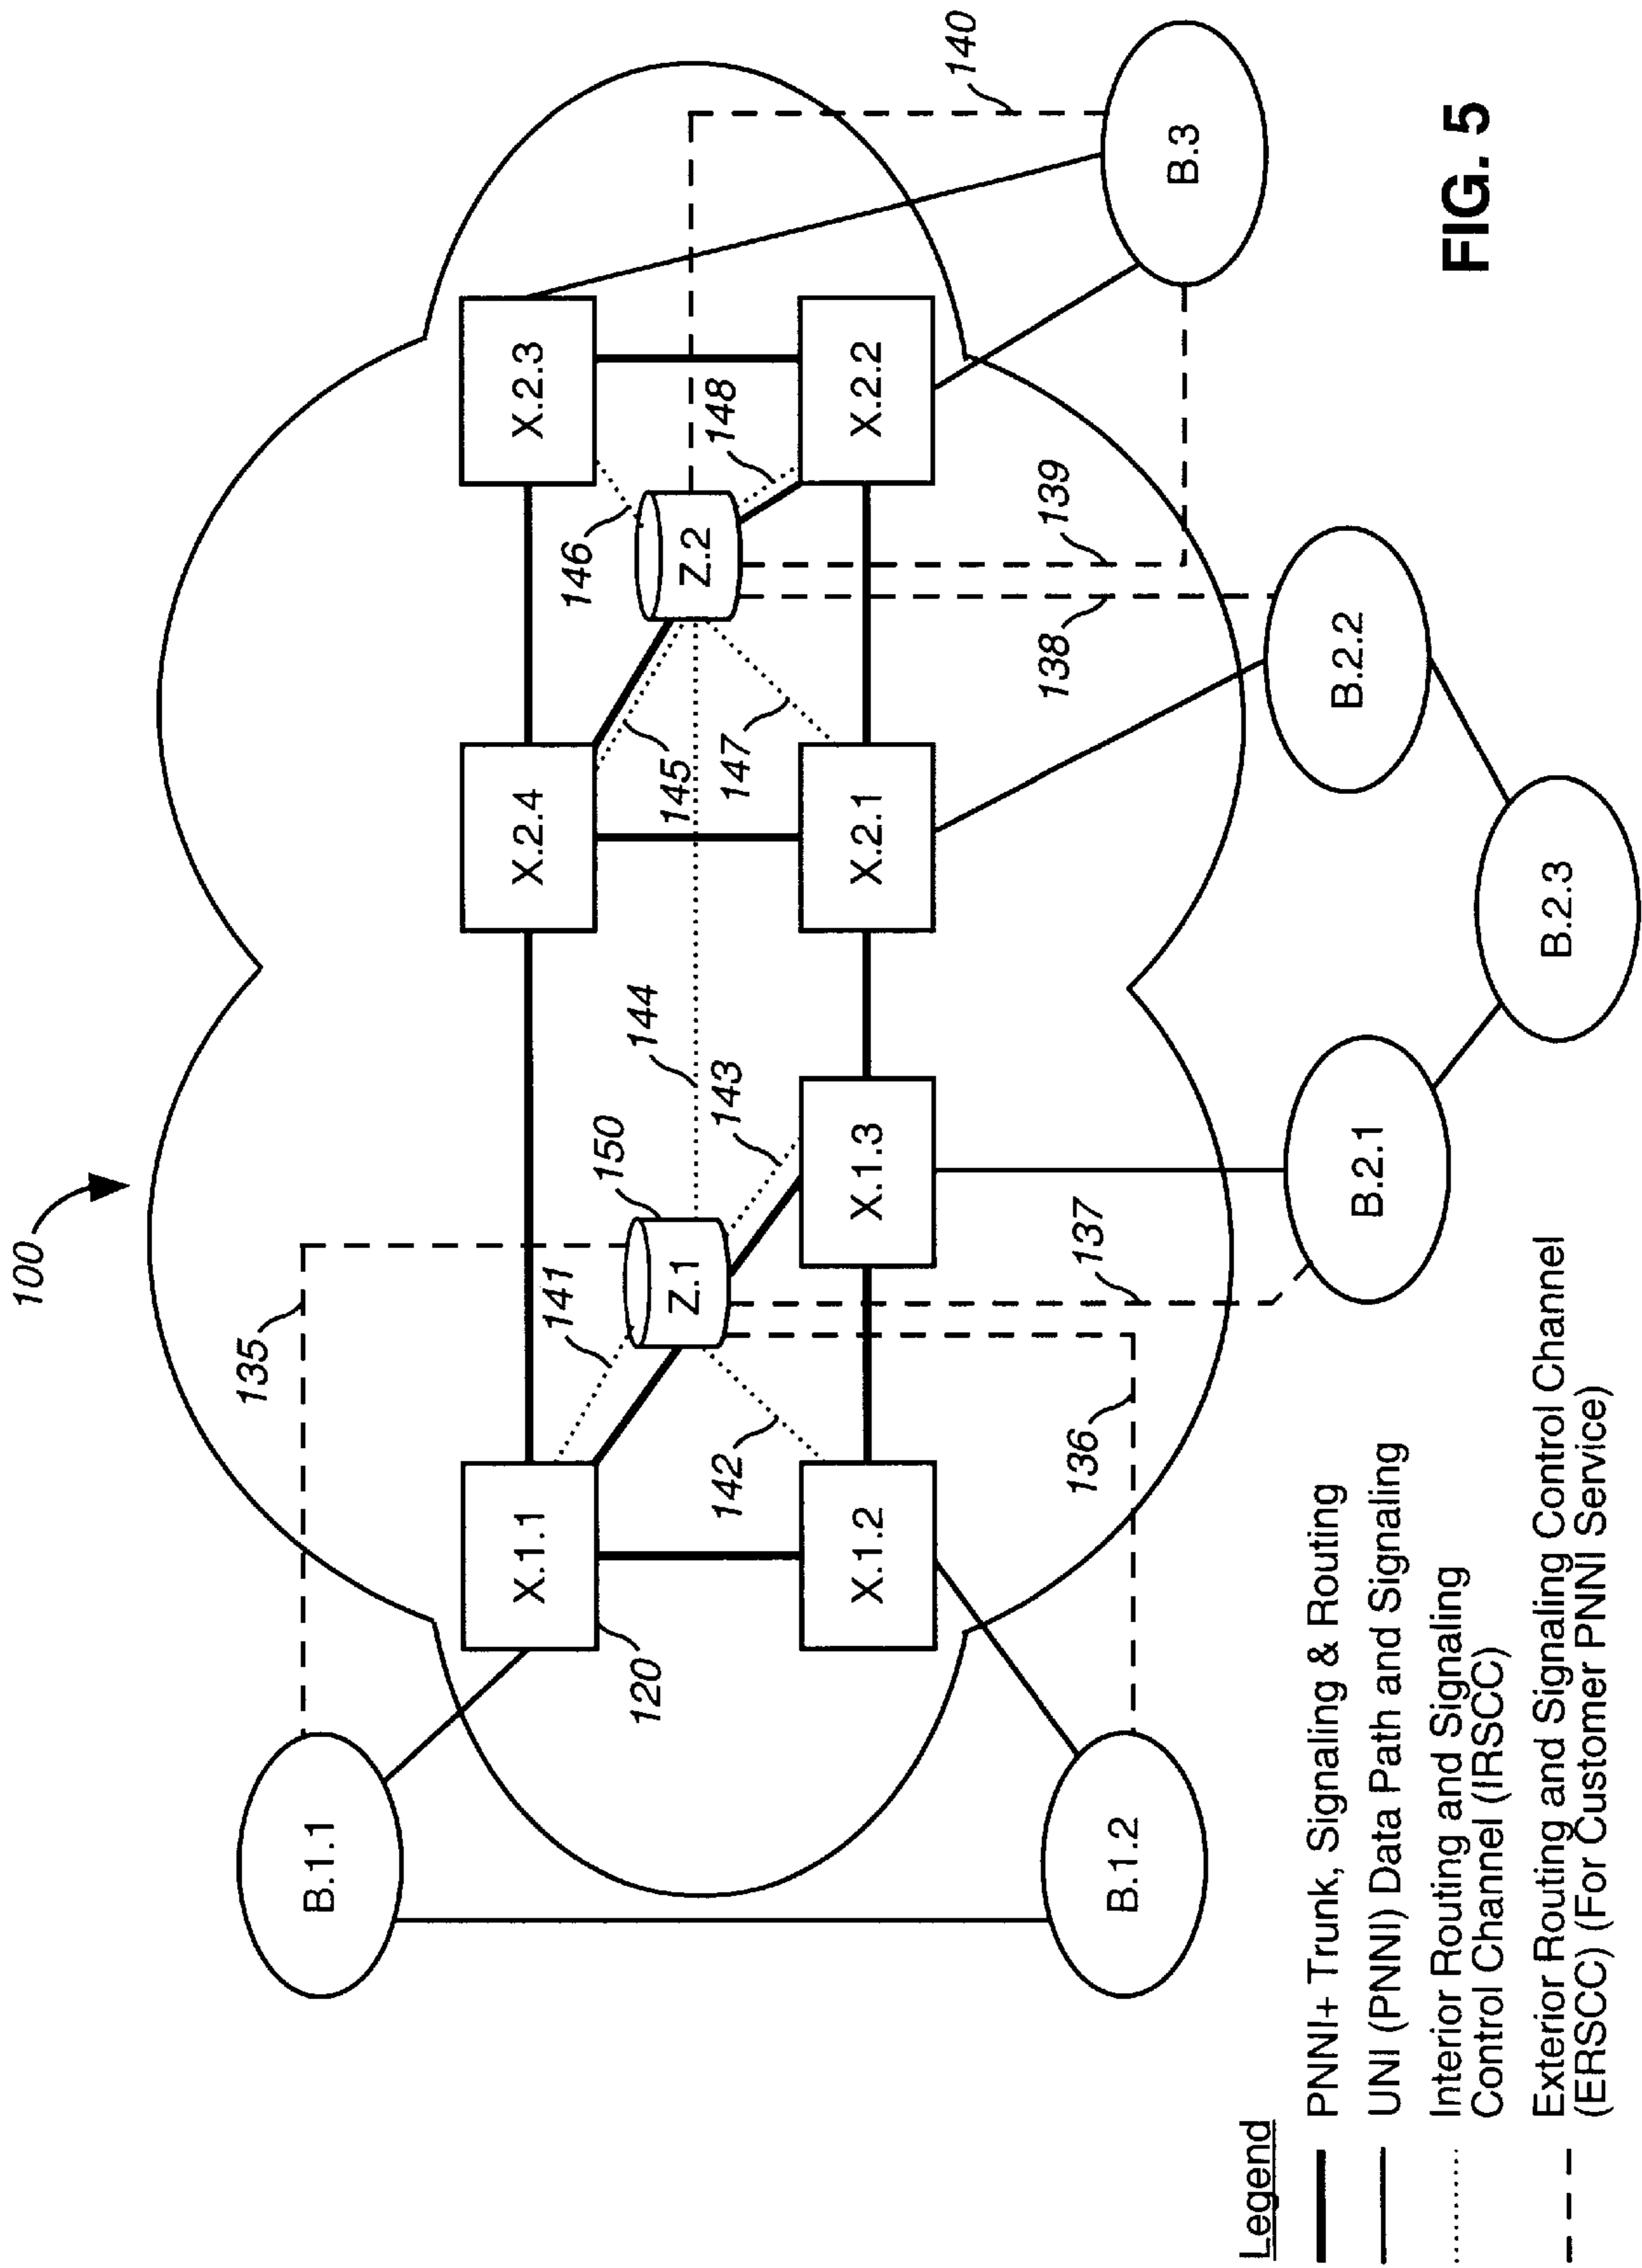 100
135
140
B.1.1
X.1.1
X.2.4
X.2.3
120
141
150
Z.1
144
143
142
145
146
Z.2
148
147
X.1.2
X.1.3
X.2.1
X.2.2
136
137
138
139
B.1.2
B.2.1
B.2.2
B.2.3
B.3
Legend
PNNI+ Trunk, Signaling & Routing
UNI (PNNI) Data Path and Signaling
Interior Routing and Signaling
Control Channel (IRSCC)
Exterior Routing and Signaling Control Channel
(ERSCC) (For Customer PNNI Service)
FIG. 5